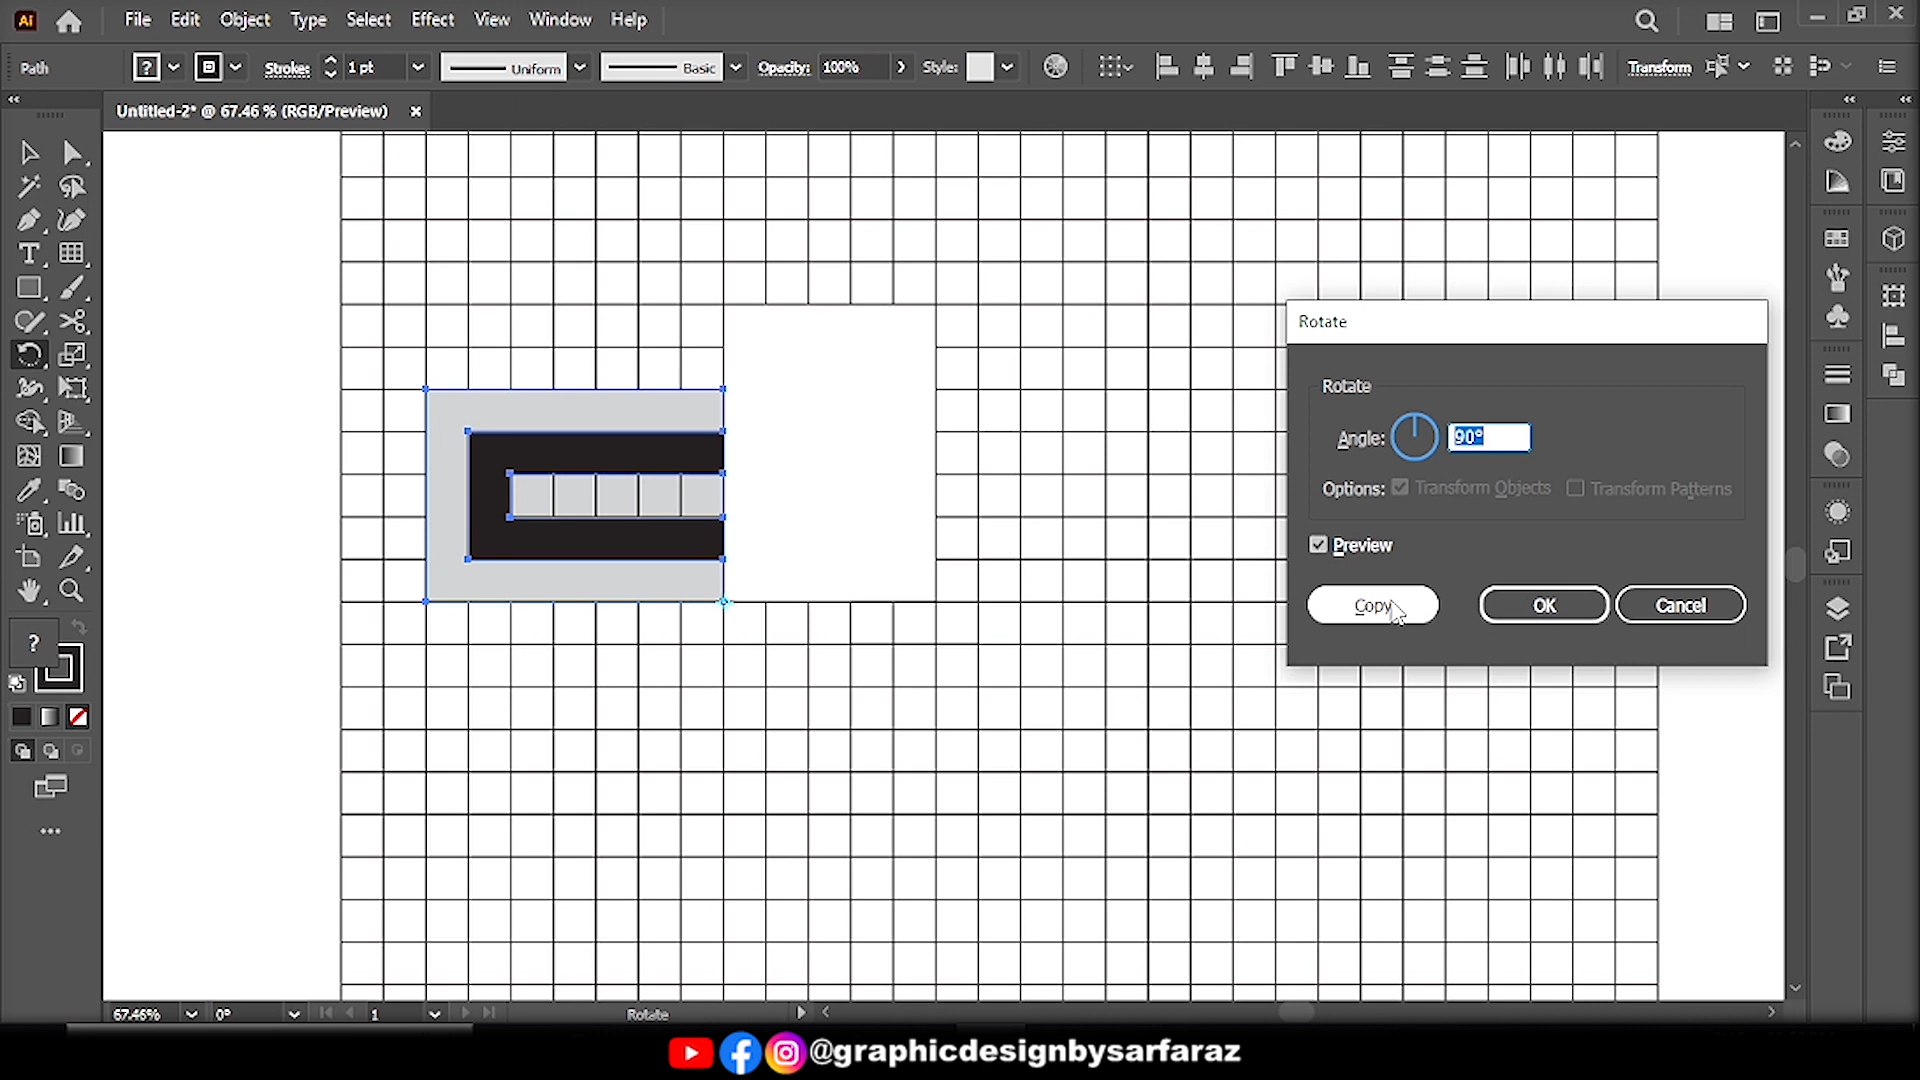 Ai File Edit Object Type Select Effect View Window Help
Path ? Stroke: 1 pt Uniform Basic Opacity: 100% Style: Transform
Untitled-2* @ 67.46 % (RGB/Preview)
Rotate
Rotate
Angle: 90°
Options: Transform Objects Transform Patterns
Preview
Copy OK Cancel
?
67.46% 0° 1 Rotate
@graphicdesignbysarfaraz